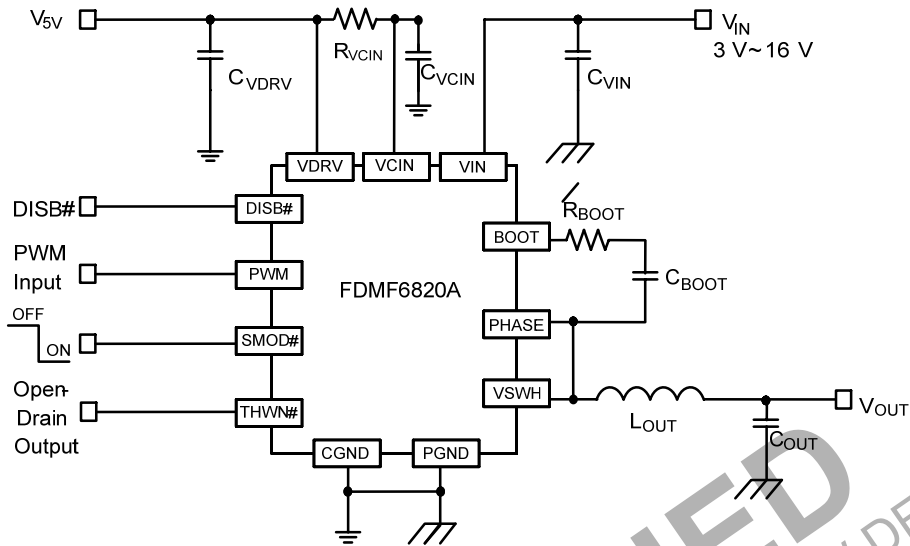 V5V
RVCIN
CVDRV
CVCIN
CVIN
VIN
3 V~ 16 V
VDRV
VCIN
VIN
DISB#
DISB#
PWM
Input
PWM
OFF
ON
SMOD#
Open-
Drain
Output
THWN#
FDMF6820A
BOOT
RBOOT
CBOOT
PHASE
VSWH
LOUT
COUT
VOUT
CGND
PGND